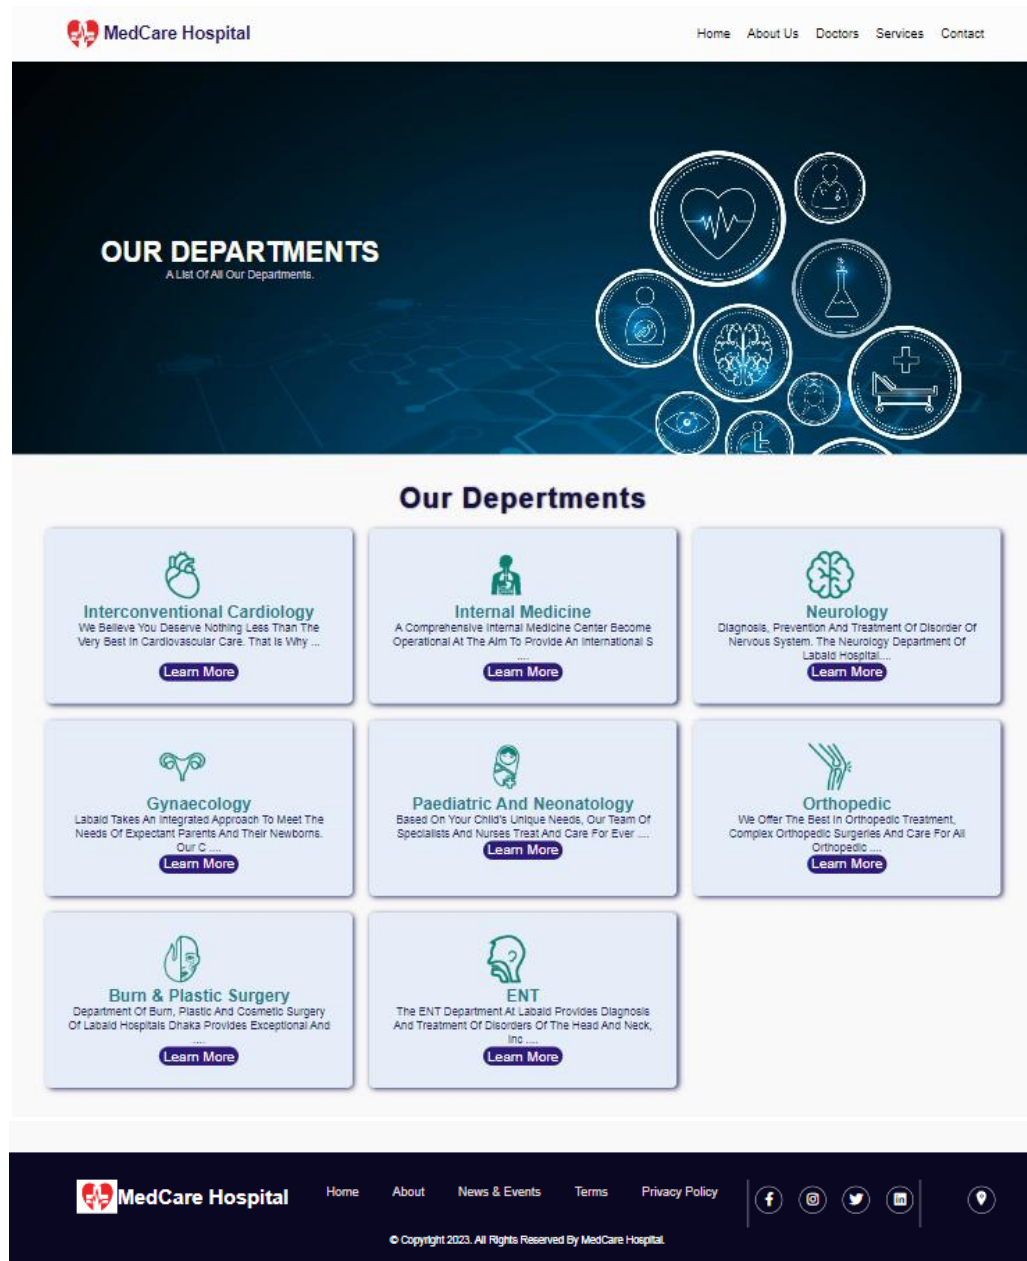 MedCare Hospital
Home About Us Doctors Services Contact
OUR DEPARTMENTS
A List Of All Our Departments.
Our Depertments
Interconventional Cardiology
We Believe You Deserve Nothing Less Than The
Very Best In Cardiovascular Care. That Is Why ...
Learn More
Internal Medicine
A Comprehensive Internal Medicine Center Become
Operational At The Aim To Provide An International S
....
Learn More
Neurology
Diagnosis, Prevention And Treatment Of Disorder Of
Nervous System. The Neurology Department Of
Labaid Hospital....
Learn More
Gynaecology
Labaid Takes An Integrated Approach To Meet The
Needs Of Expectant Parents And Their Newborns.
Our C ....
Learn More
Paediatric And Neonatology
Based On Your Child's Unique Needs, Our Team Of
Specialists And Nurses Treat And Care For Ever ....
Learn More
Orthopedic
We Offer The Best In Orthopedic Treatment,
Complex Orthopedic Surgeries And Care For All
Orthopedic ....
Learn More
Burn & Plastic Surgery
Department Of Burn, Plastic And Cosmetic Surgery
Of Labaid Hospitals Dhaka Provides Exceptional And
....
Learn More
ENT
The ENT Department At Labaid Provides Diagnosis
And Treatment Of Disorders Of The Head And Neck,
Inc ....
Learn More
MedCare Hospital
Home About News & Events Terms Privacy Policy
© Copyright 2023. All Rights Reserved By MedCare Hospital.